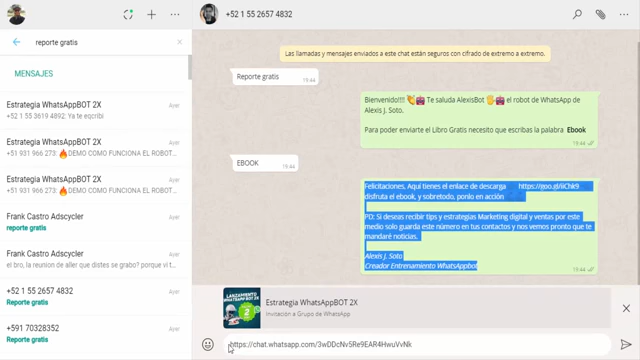 +52 1 55 2657 4832
reporte gratis
Las llamadas y mensajes enviados a este chat están seguros con cifrado de extremo a extremo.
MENSAJES
Reporte gratis
19:44
Estrategia WhatsAppBOT 2X
Ayer
+52 1 55 3619 4892: Ya te eqcribi
Bienvenido!!!! Te saluda AlexisBot el robot de WhatsApp de
Alexis J. Soto.
Para poder enviarte el Libro Gratis necesito que escribas la palabra Ebook
19:44
Estrategia WhatsAppBOT 2X
Ayer
+51 931 966 273: DEMO COMO FUNCIONA EL ROBOT...
EBOOK
19:44
Estrategia WhatsAppBOT 2X
Ayer
+51 931 966 273: DEMO COMO FUNCIONA EL ROBOT...
Felicitaciones, Aquí tienes el enlace de descarga
disfruta el ebook, y sobretodo, ponlo en acción
PD: Si deseas recibir tips y estrategias Marketing digital y ventas por este
medio solo guarda este número en tus contactos y nos vemos pronto que te
mandaré noticias.
Alexis J. Soto
Creador Entrenamiento WhatsAppbot
19:44
Frank Castro Adscycler
Ayer
reporte gratis
Frank Castro Adscycler
Ayer
el bro, la reunion de aller que distes se grabo? porque vi t...
+52 1 55 2657 4832
Ayer
Reporte gratis
LANZAMIENTO
WHATSAPPBOT 2X
2
Estrategia WhatsAppBOT 2X
Invitación a Grupo de WhatsApp
+591 70328352
Ayer
Reporte gratis
https://chat.whatsapp.com/3wDDcNv5Re9EAR4HwuVvNk